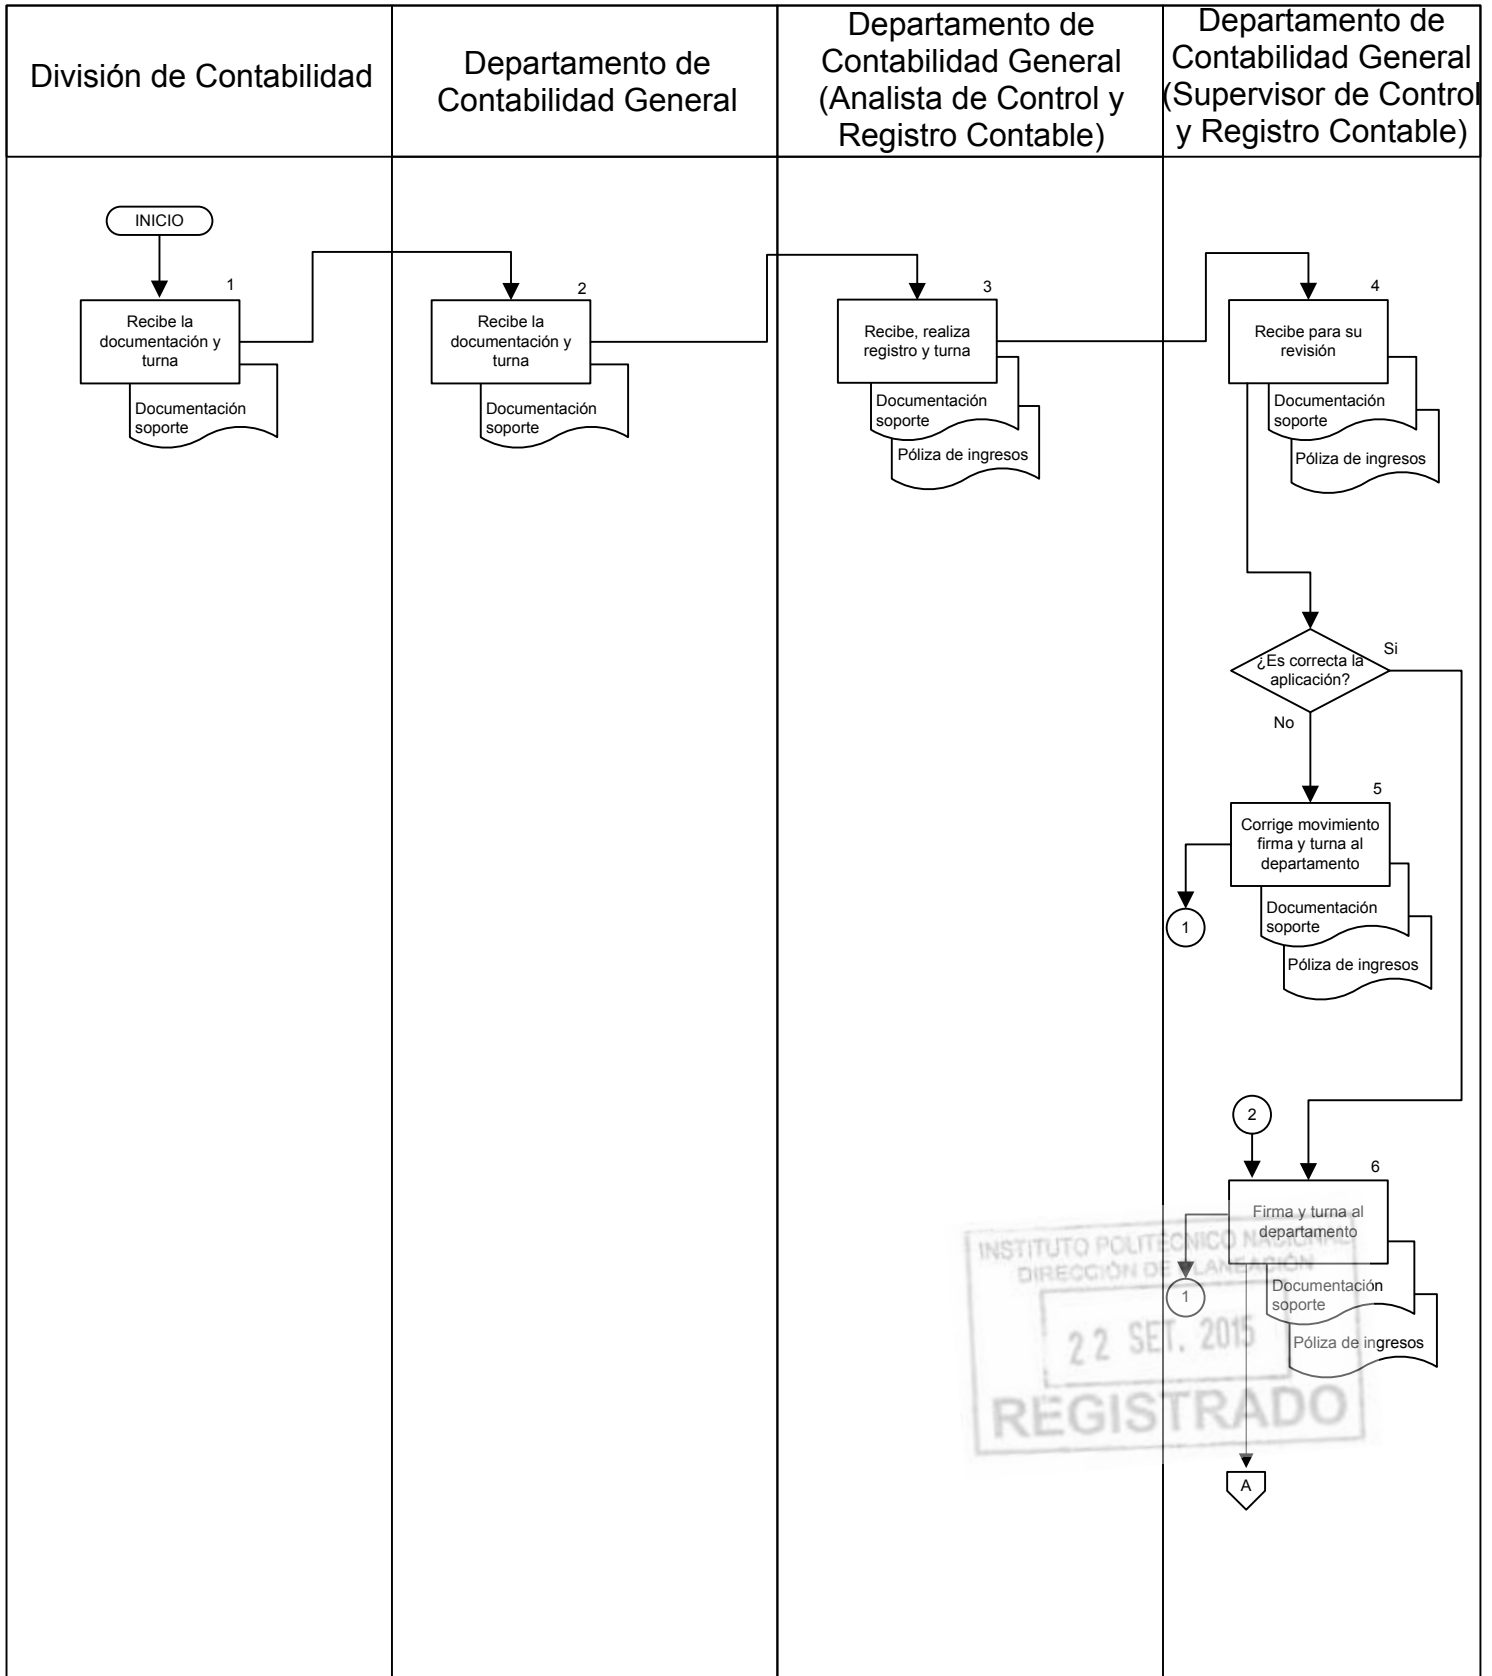 División de Contabilidad
Departamento de
Contabilidad General
Departamento de
Contabilidad General
(Analista de Control y
Registro Contable)
Departamento de
Contabilidad General
(Supervisor de Control
y Registro Contable)
INICIO
1
Recibe la
documentación y
turna
Documentación
soporte
2
Recibe la
documentación y
turna
Documentación
soporte
3
Recibe, realiza
registro y turna
Documentación
soporte
Póliza de ingresos
4
Recibe para su
revisión
Documentación
soporte
Póliza de ingresos
¿Es correcta la
aplicación?
Si
No
5
Corrige movimiento
firma y turna al
departamento
Documentación
soporte
Póliza de ingresos
1
2
6
Firma y turna al
departamento
Documentación
soporte
Póliza de ingresos
1
A
INSTITUTO POLITÉCNICO NACIONAL
DIRECCIÓN DE PLANEACIÓN
22 SET. 2015
REGISTRADO